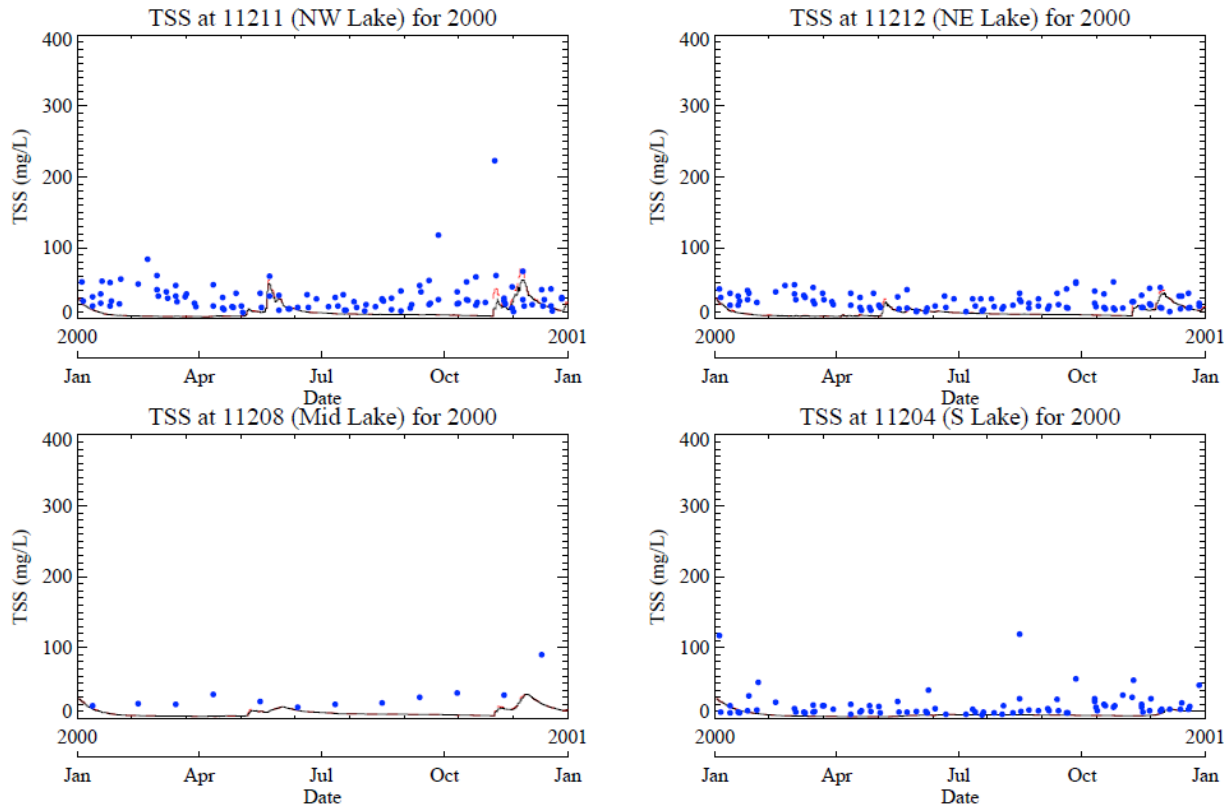 TSS at 11211 (NW Lake) for 2000
400
300
200
100
0
TSS (mg/L)
2000
2001
Jan
Apr
Jul
Oct
Jan
Date
TSS at 11212 (NE Lake) for 2000
400
300
200
100
0
TSS (mg/L)
2000
2001
Jan
Apr
Jul
Oct
Jan
Date
TSS at 11208 (Mid Lake) for 2000
400
300
200
100
0
TSS (mg/L)
2000
2001
Jan
Apr
Jul
Oct
Jan
Date
TSS at 11204 (S Lake) for 2000
400
300
200
100
0
TSS (mg/L)
2000
2001
Jan
Apr
Jul
Oct
Jan
Date